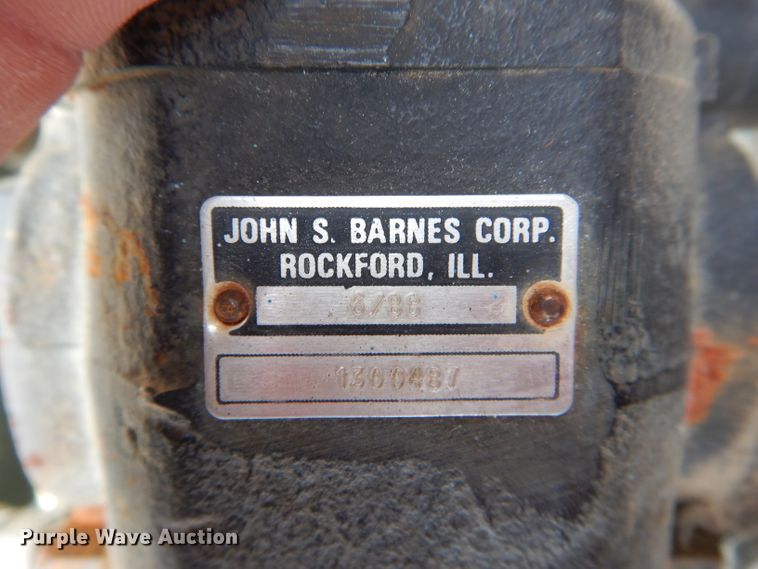 JOHN S. BARNES CORP.
ROCKFORD, ILL.
6/88
1300487
Purple Wave Auction